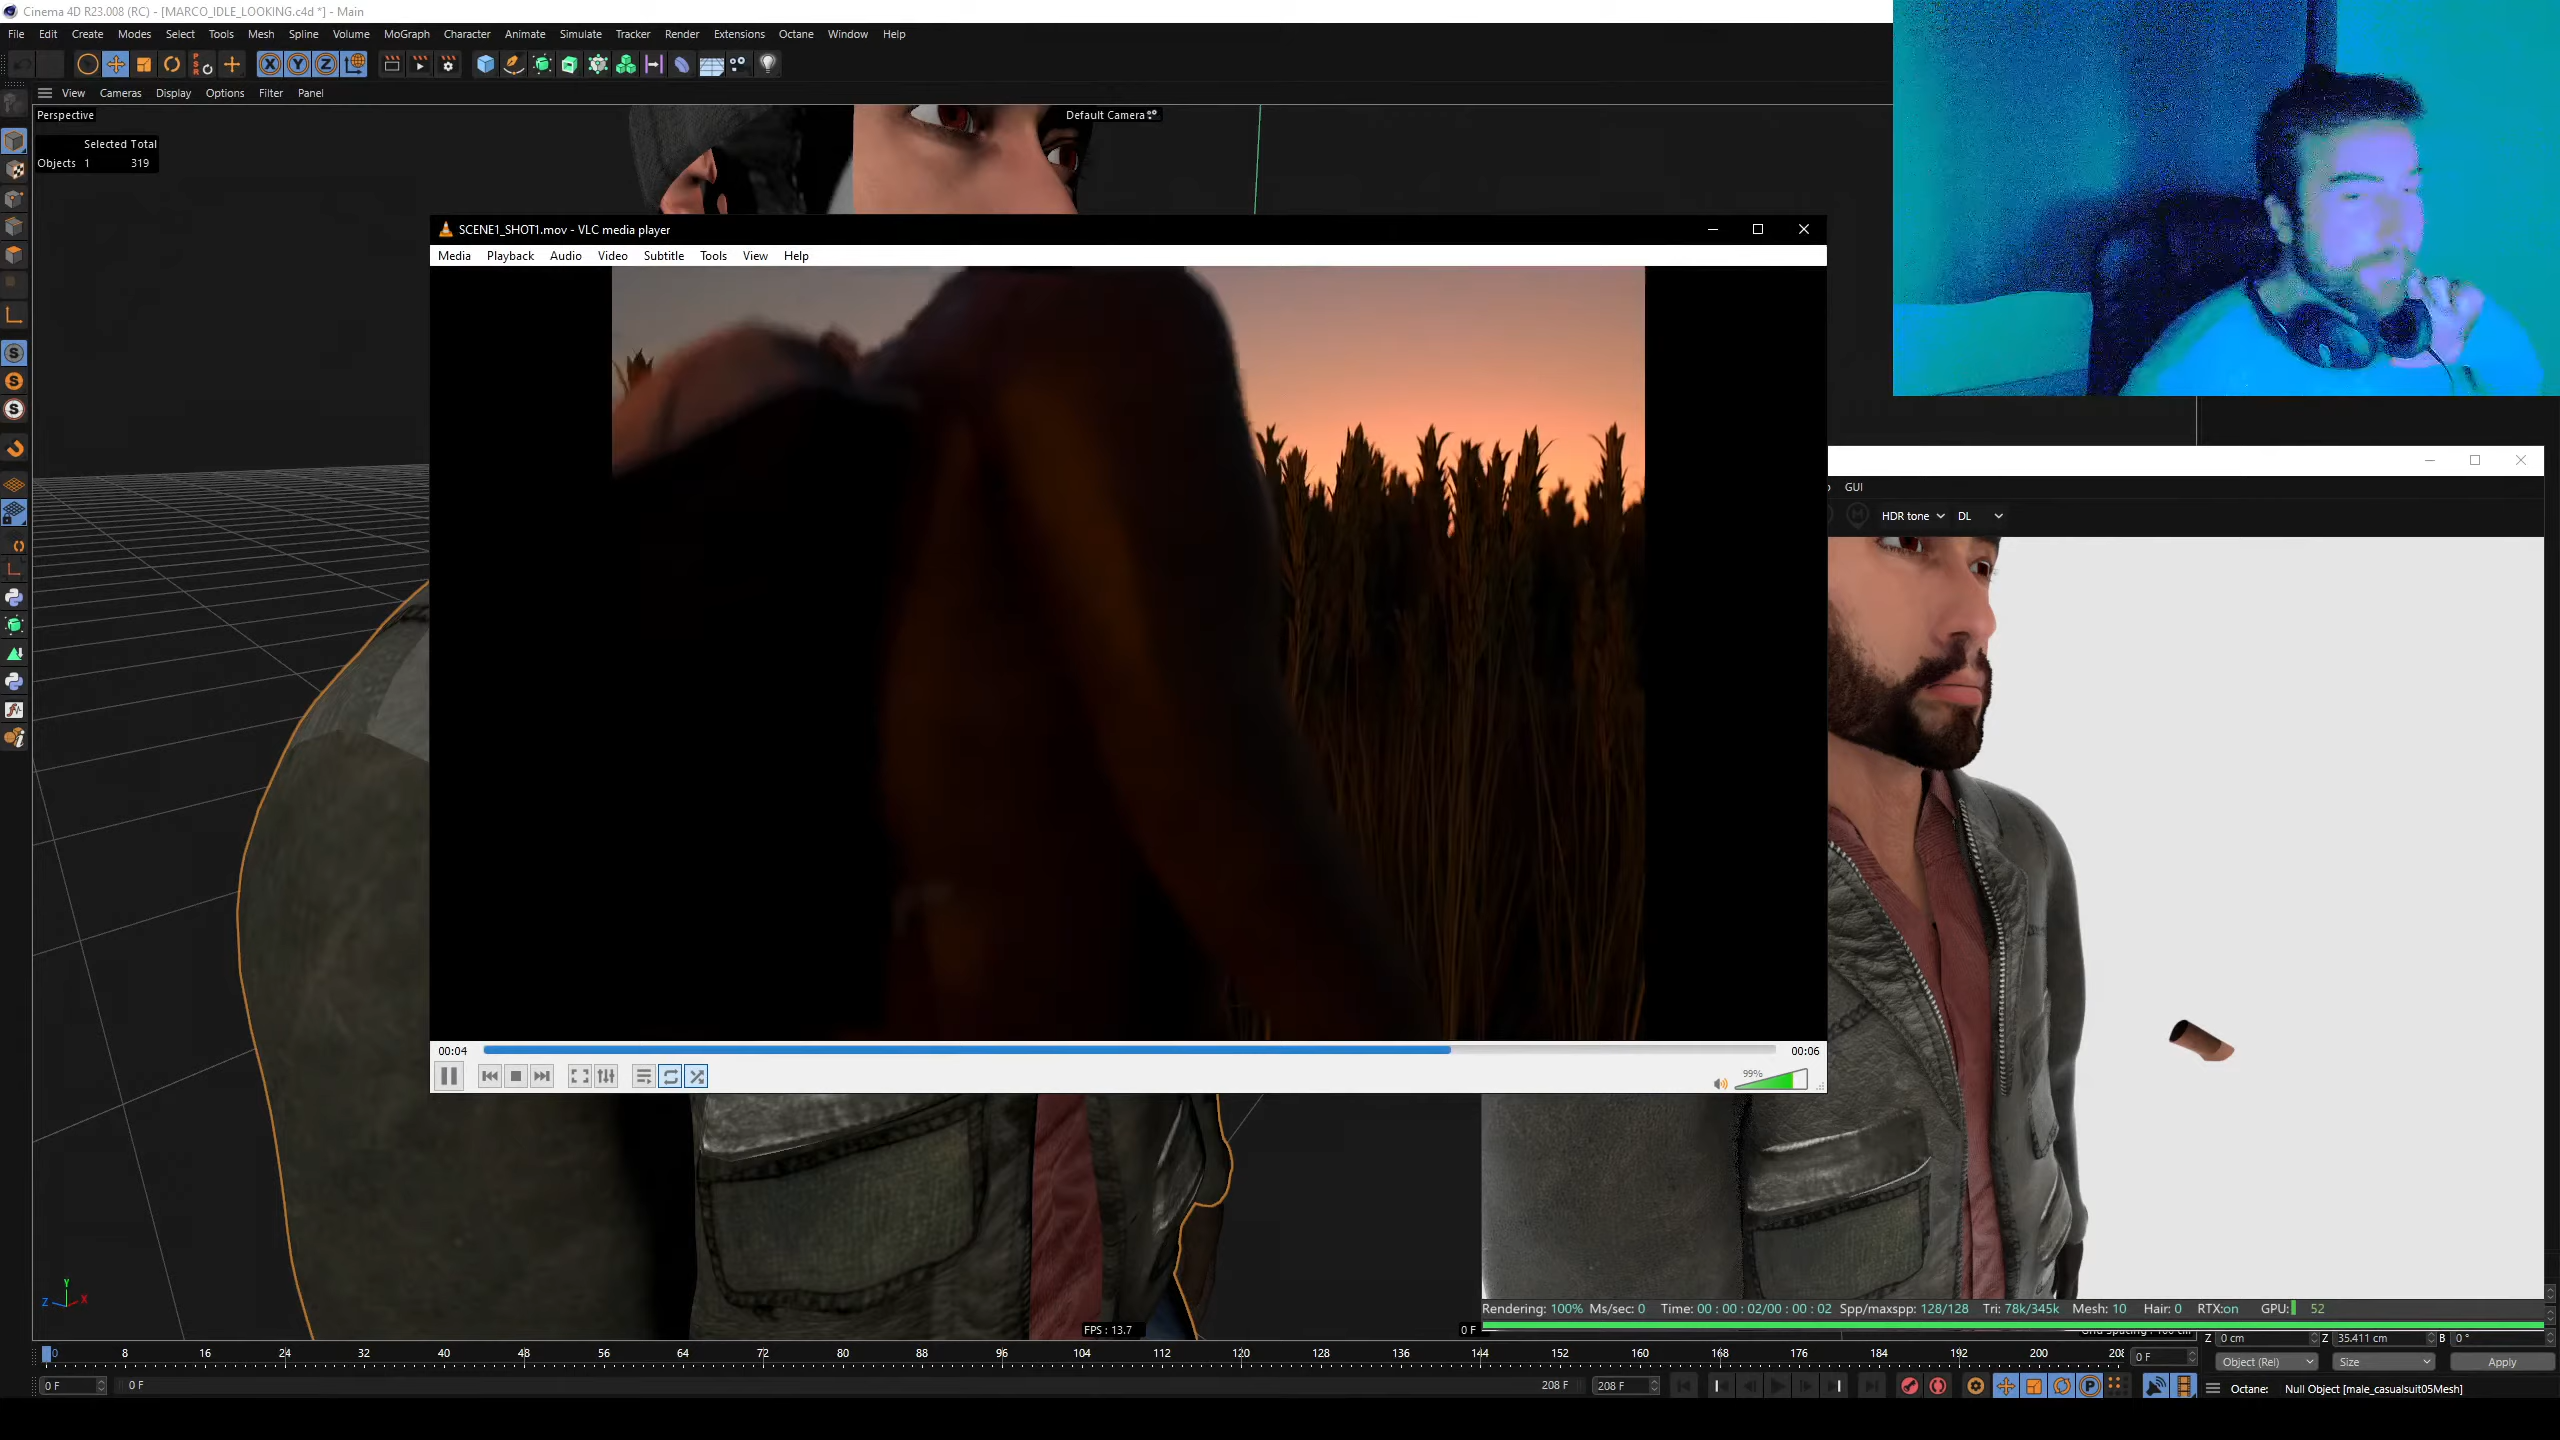 Cinema 4D R23.008 (RC) - [MARCO_IDLE_LOOKING.c4d *] - Main
File Edit Create Modes Select Tools Mesh Spline Volume MoGraph Character Animate Simulate Tracker Render Extensions Octane Window Help
View Cameras Display Options Filter Panel
Perspective
Default Camera
Selected Total
Objects 1 319
SCENE1_SHOT1.mov - VLC media player
Media Playback Audio Video Subtitle Tools View Help
GUI
HDR tone DL
00:04 00:06
99%
Rendering: 100% Ms/sec: 0 Time: 00 : 00 : 02/00 : 00 : 02 Spp/maxspp: 128/128 Tri: 78k/345k Mesh: 10 Hair: 0 RTX:on GPU: 52
Y
Z X
FPS : 13.7
0 F
Z 0 cm Z 35.411 cm B 0 °
0 8 16 24 32 40 48 56 64 72 80 88 96 104 112 120 128 136 144 152 160 168 176 184 192 200 208
0 F
Object (Rel) Size Apply
0 F 0 F 208 F 208 F
Octane: Null Object [male_casualsuit05Mesh]